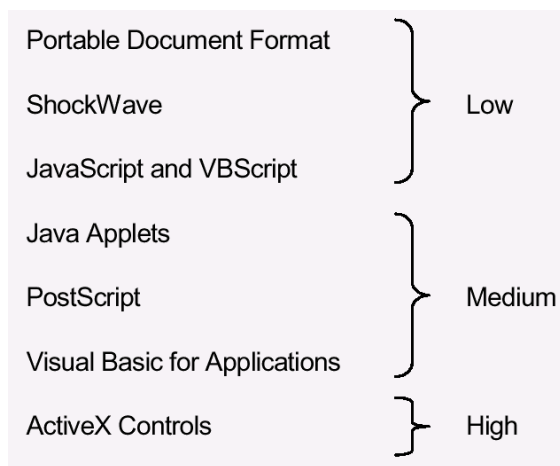 Portable Document Format
ShockWave Low
JavaScript and VBScript
Java Applets
PostScript Medium
Visual Basic for Applications
ActiveX Controls High